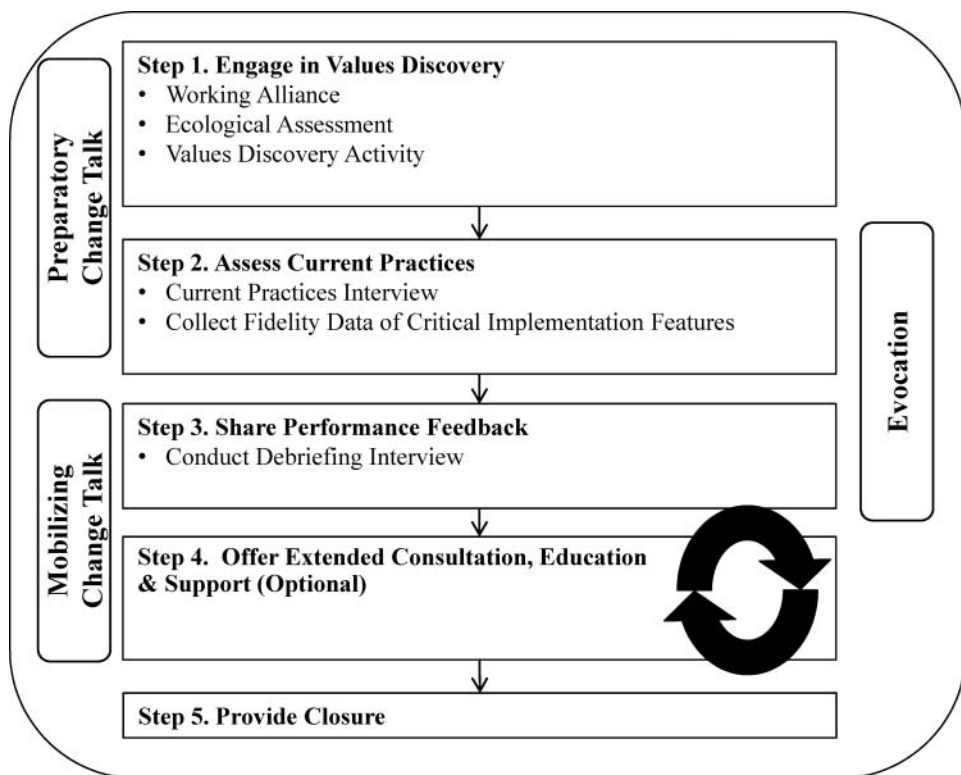 Preparatory
Change Talk
Step 1. Engage in Values Discovery
• Working Alliance
• Ecological Assessment
• Values Discovery Activity
Step 2. Assess Current Practices
• Current Practices Interview
• Collect Fidelity Data of Critical Implementation Features
Mobilizing
Change Talk
Step 3. Share Performance Feedback
• Conduct Debriefing Interview
Step 4. Offer Extended Consultation, Education
& Support (Optional)
Step 5. Provide Closure
Evocation